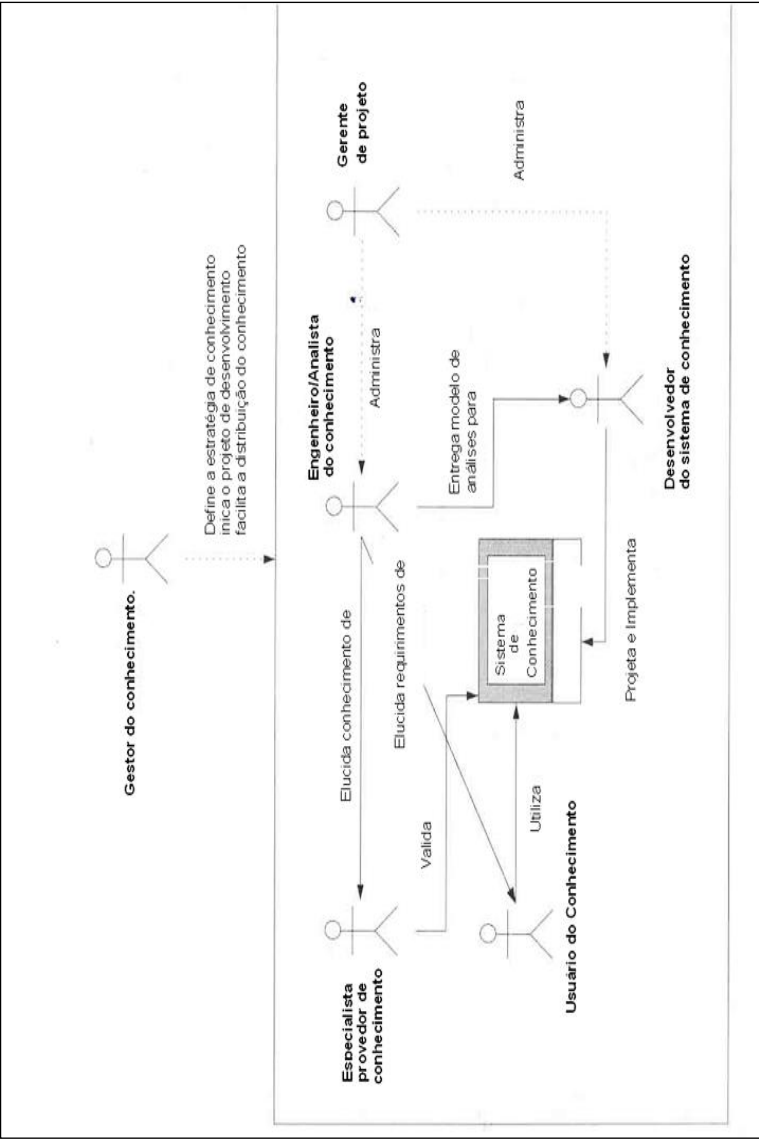 Gestor do conhecimento.
Define a estratégia de conhecimento
inica o projeto de desenvolvimento
facilita a distribuição do conhecimento
Especialista
provedor de
conhecimento
Elucida conhecimento de
Engenheiro/Analista
do conhecimento
Administra
Gerente
de projeto
Valida
Elucida requirimentos de
Entrega modelo de
análises para
Administra
Sistema
de
Conhecimento
Utiliza
Usuário do Conhecimento
Projeta e Implementa
Desenvolvedor
do sistema de conhecimento